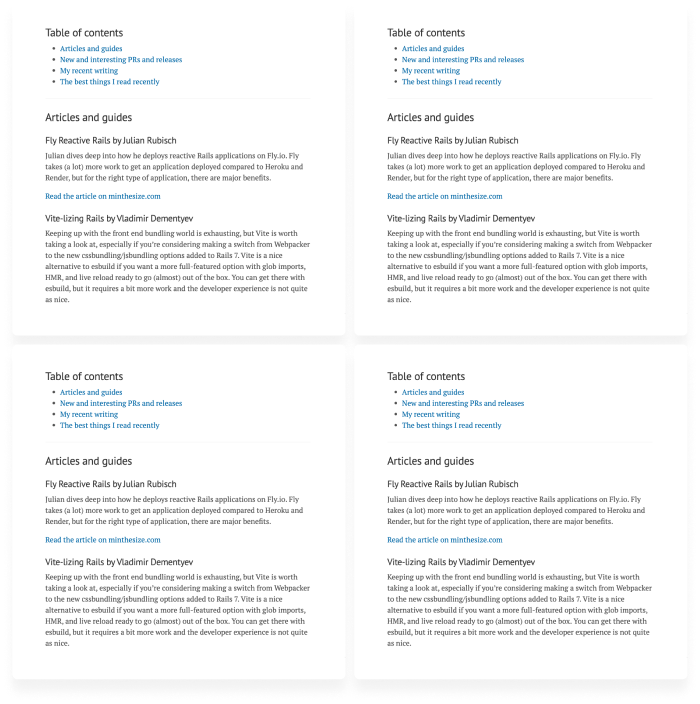 Table of contents
Articles and guides
New and interesting PRs and releases
My recent writing
The best things I read recently
Articles and guides
Fly Reactive Rails by Julian Rubisch
Julian dives deep into how he deploys reactive Rails applications on Fly.io. Fly
takes (a lot) more work to get an application deployed compared to Heroku and
Render, but for the right type of application, there are major benefits.
Read the article on minthesize.com
Vite-lizing Rails by Vladimir Dementyev
Keeping up with the front end bundling world is exhausting, but Vite is worth
taking a look at, especially if you're considering making a switch from Webpacker
to the new cssbundling/jsbundling options added to Rails 7. Vite is a nice
alternative to esbuild if you want a more full-featured option with glob imports,
HMR, and live reload ready to go (almost) out of the box. You can get there with
esbuild, but it requires a bit more work and the developer experience is not quite
as nice.
Table of contents
Articles and guides
New and interesting PRs and releases
My recent writing
The best things I read recently
Articles and guides
Fly Reactive Rails by Julian Rubisch
Julian dives deep into how he deploys reactive Rails applications on Fly.io. Fly
takes (a lot) more work to get an application deployed compared to Heroku and
Render, but for the right type of application, there are major benefits.
Read the article on minthesize.com
Vite-lizing Rails by Vladimir Dementyev
Keeping up with the front end bundling world is exhausting, but Vite is worth
taking a look at, especially if you're considering making a switch from Webpacker
to the new cssbundling/jsbundling options added to Rails 7. Vite is a nice
alternative to esbuild if you want a more full-featured option with glob imports,
HMR, and live reload ready to go (almost) out of the box. You can get there with
esbuild, but it requires a bit more work and the developer experience is not quite
as nice.
Table of contents
Articles and guides
New and interesting PRs and releases
My recent writing
The best things I read recently
Articles and guides
Fly Reactive Rails by Julian Rubisch
Julian dives deep into how he deploys reactive Rails applications on Fly.io. Fly
takes (a lot) more work to get an application deployed compared to Heroku and
Render, but for the right type of application, there are major benefits.
Read the article on minthesize.com
Vite-lizing Rails by Vladimir Dementyev
Keeping up with the front end bundling world is exhausting, but Vite is worth
taking a look at, especially if you're considering making a switch from Webpacker
to the new cssbundling/jsbundling options added to Rails 7. Vite is a nice
alternative to esbuild if you want a more full-featured option with glob imports,
HMR, and live reload ready to go (almost) out of the box. You can get there with
esbuild, but it requires a bit more work and the developer experience is not quite
as nice.
Table of contents
Articles and guides
New and interesting PRs and releases
My recent writing
The best things I read recently
Articles and guides
Fly Reactive Rails by Julian Rubisch
Julian dives deep into how he deploys reactive Rails applications on Fly.io. Fly
takes (a lot) more work to get an application deployed compared to Heroku and
Render, but for the right type of application, there are major benefits.
Read the article on minthesize.com
Vite-lizing Rails by Vladimir Dementyev
Keeping up with the front end bundling world is exhausting, but Vite is worth
taking a look at, especially if you're considering making a switch from Webpacker
to the new cssbundling/jsbundling options added to Rails 7. Vite is a nice
alternative to esbuild if you want a more full-featured option with glob imports,
HMR, and live reload ready to go (almost) out of the box. You can get there with
esbuild, but it requires a bit more work and the developer experience is not quite
as nice.